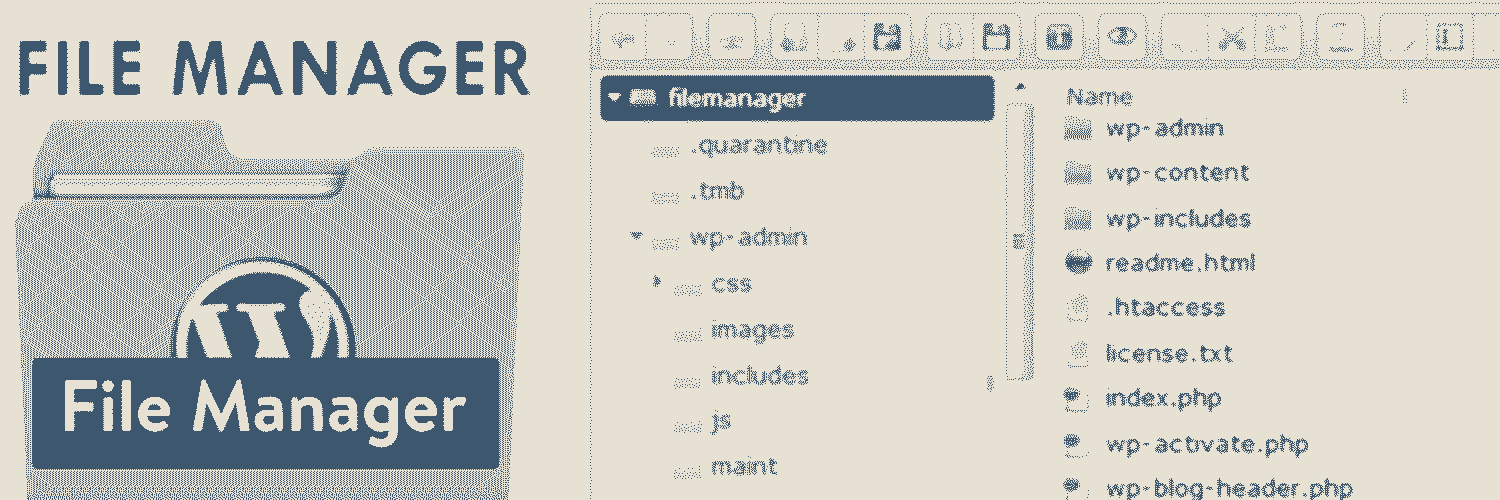 FILE MANAGER
File Manager
filemanager
.quarantine
.tmb
wp-admin
css
images
includes
js
maint
Name
wp-admin
wp-content
wp-includes
readme.html
.htaccess
license.txt
index.php
wp-activate.php
wp-blog-header.php